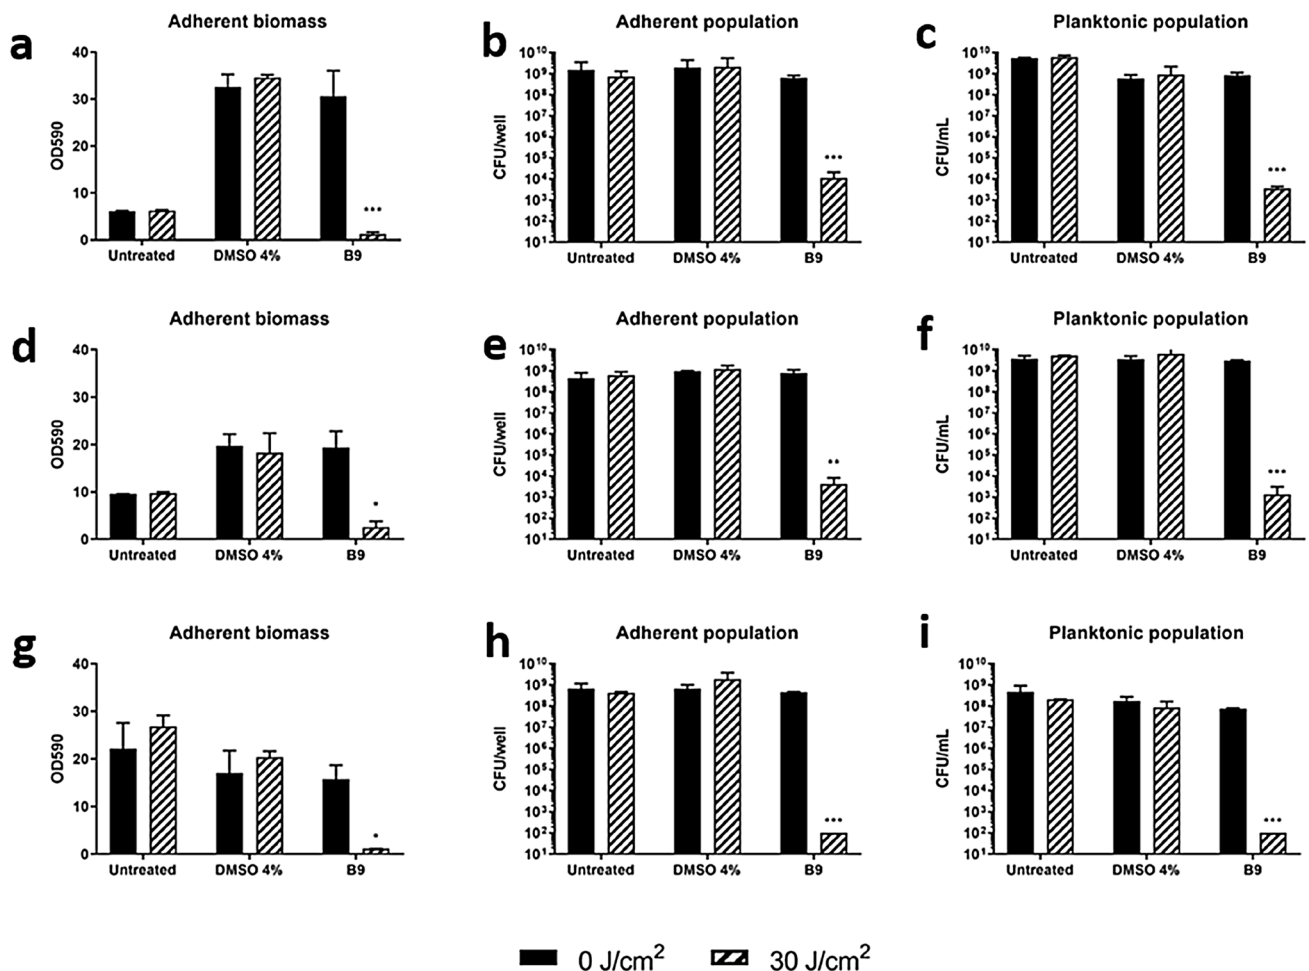 a
Adherent biomass
OD590
40
30
20
10
0
***
Untreated DMSO 4% B9
b
Adherent population
CFU/well
10^10
10^9
10^8
10^7
10^6
10^5
10^4
10^3
10^2
10^1
***
Untreated DMSO 4% B9
c
Planktonic population
CFU/mL
10^10
10^9
10^8
10^7
10^6
10^5
10^4
10^3
10^2
10^1
***
Untreated DMSO 4% B9
d
Adherent biomass
OD590
40
30
20
10
0
*
Untreated DMSO 4% B9
e
Adherent population
CFU/well
10^10
10^9
10^8
10^7
10^6
10^5
10^4
10^3
10^2
10^1
**
Untreated DMSO 4% B9
f
Planktonic population
CFU/mL
10^10
10^9
10^8
10^7
10^6
10^5
10^4
10^3
10^2
10^1
***
Untreated DMSO 4% B9
g
Adherent biomass
OD590
40
30
20
10
0
*
Untreated DMSO 4% B9
h
Adherent population
CFU/well
10^10
10^9
10^8
10^7
10^6
10^5
10^4
10^3
10^2
10^1
***
Untreated DMSO 4% B9
i
Planktonic population
CFU/mL
10^10
10^9
10^8
10^7
10^6
10^5
10^4
10^3
10^2
10^1
***
Untreated DMSO 4% B9
0 J/cm² 30 J/cm²